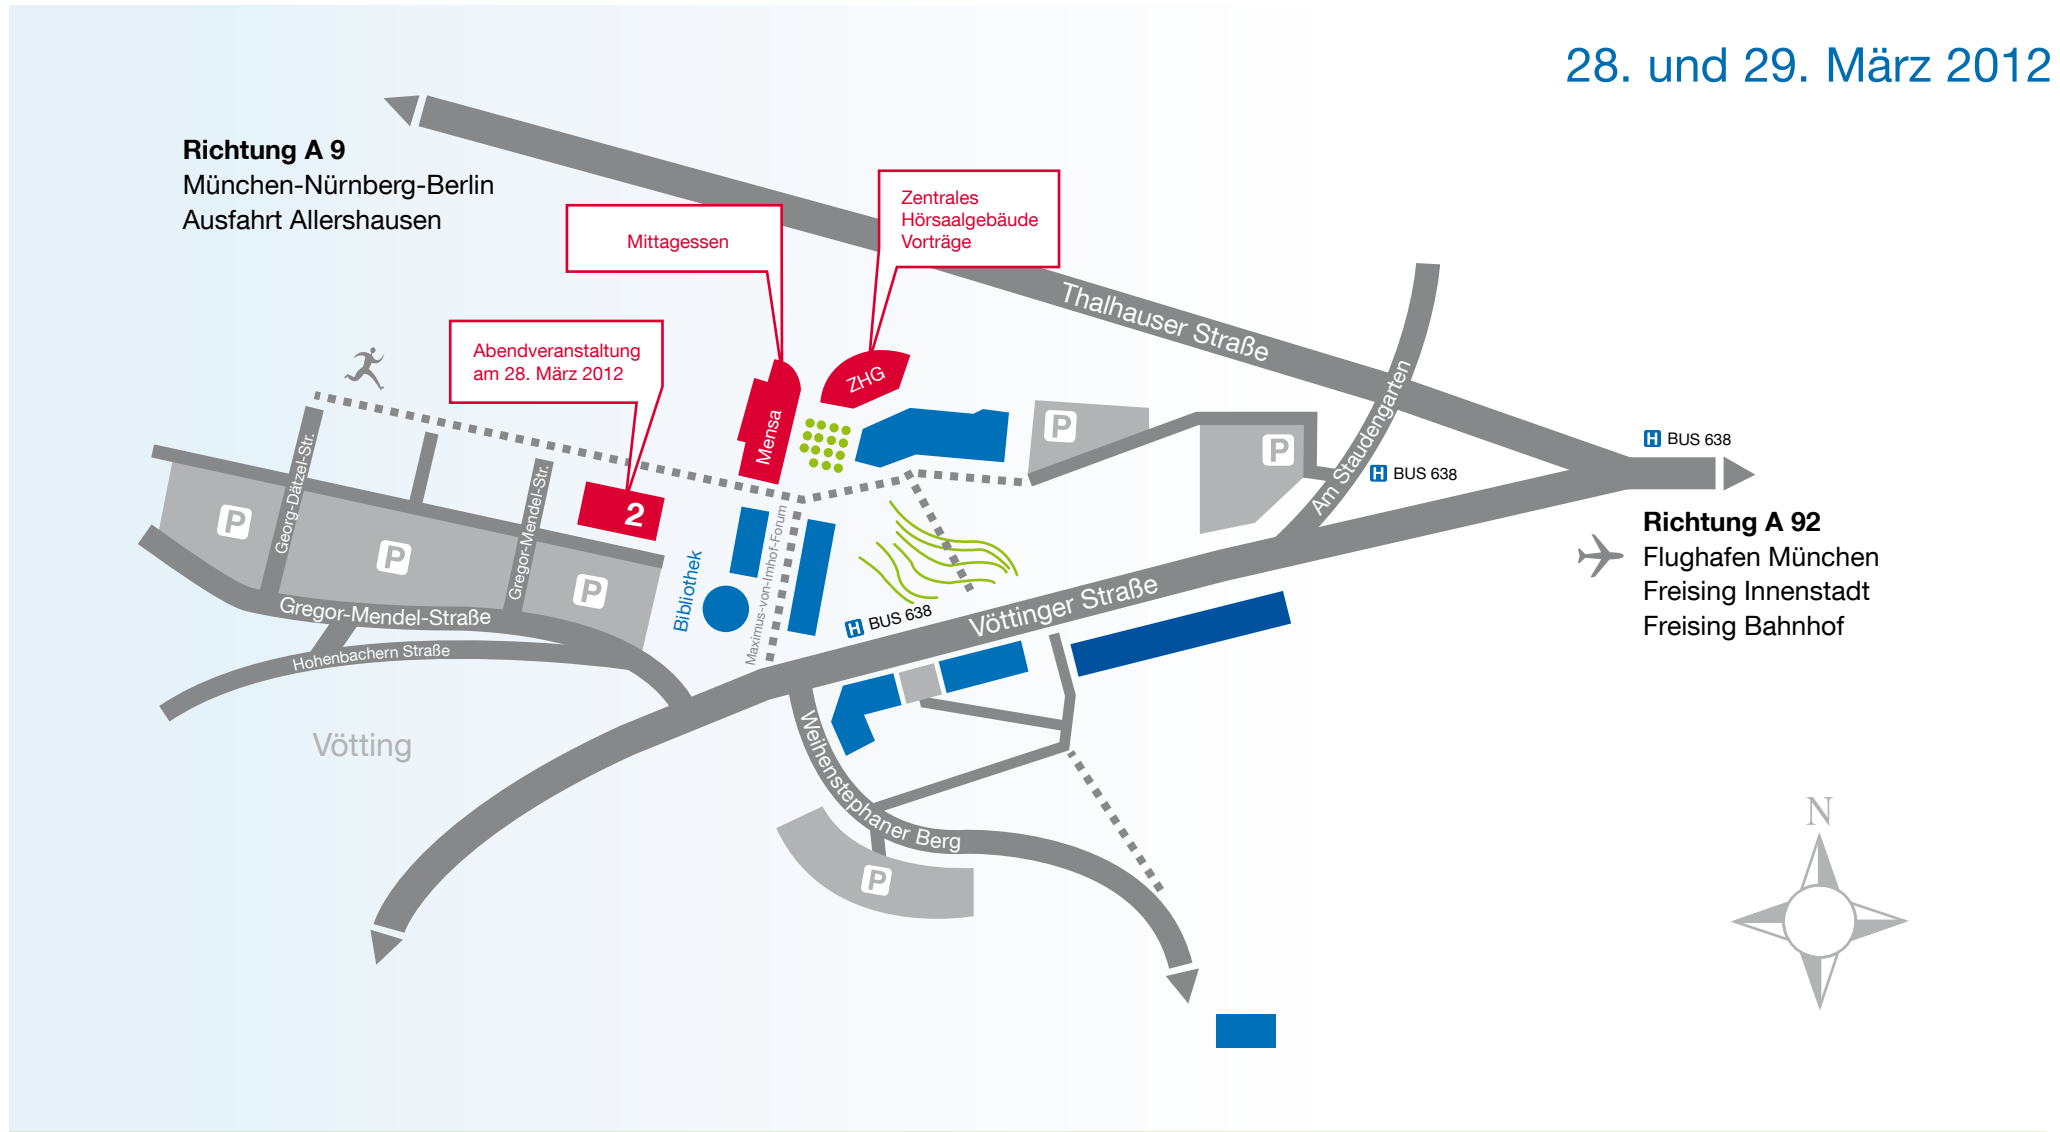 28. und 29. März 2012
Richtung A 9
München-Nürnberg-Berlin
Ausfahrt Allershausen
Zentrales
Hörsaalgebäude
Vorträge
Mittagessen
Abendveranstaltung
am 28. März 2012
Thalhauser Straße
ZHG
Mensa
P
P
Am Staudengarten
H BUS 638
H BUS 638
Georg-Dätzel-Str.
Gregor-Mendel-Str.
2
P
P
P
Bibliothek
Maximus-von-Imhof-Forum
H BUS 638
Vöttinger Straße
Gregor-Mendel-Straße
Hohenbachern Straße
Richtung A 92
Flughafen München
Freising Innenstadt
Freising Bahnhof
Vötting
Weihenstephaner Berg
P
N